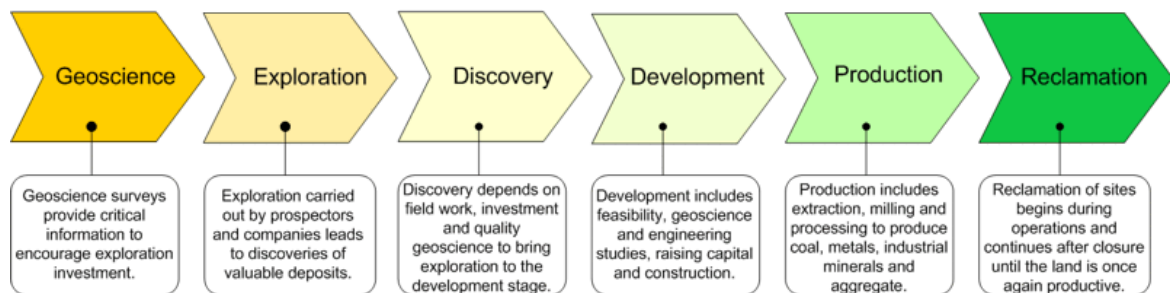 Geoscience
Exploration
Discovery
Development
Production
Reclamation
Geoscience surveys
provide critical
information to
encourage exploration
investment.
Exploration carried
out by prospectors
and companies leads
to discoveries of
valuable deposits.
Discovery depends on
field work, investment
and quality
geoscience to bring
exploration to the
development stage.
Development includes
feasibility, geoscience
and engineering
studies, raising capital
and construction.
Production includes
extraction, milling and
processing to produce
coal, metals, industrial
minerals and
aggregate.
Reclamation of sites
begins during
operations and
continues after closure
until the land is once
again productive.